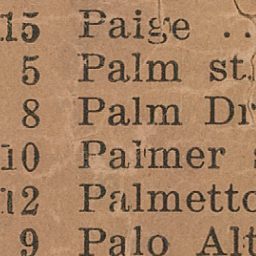 15 Paige ..
5 Palm st.
8 Palm Dr
10 Palmer
12 Palmetto
9 Palo Alt